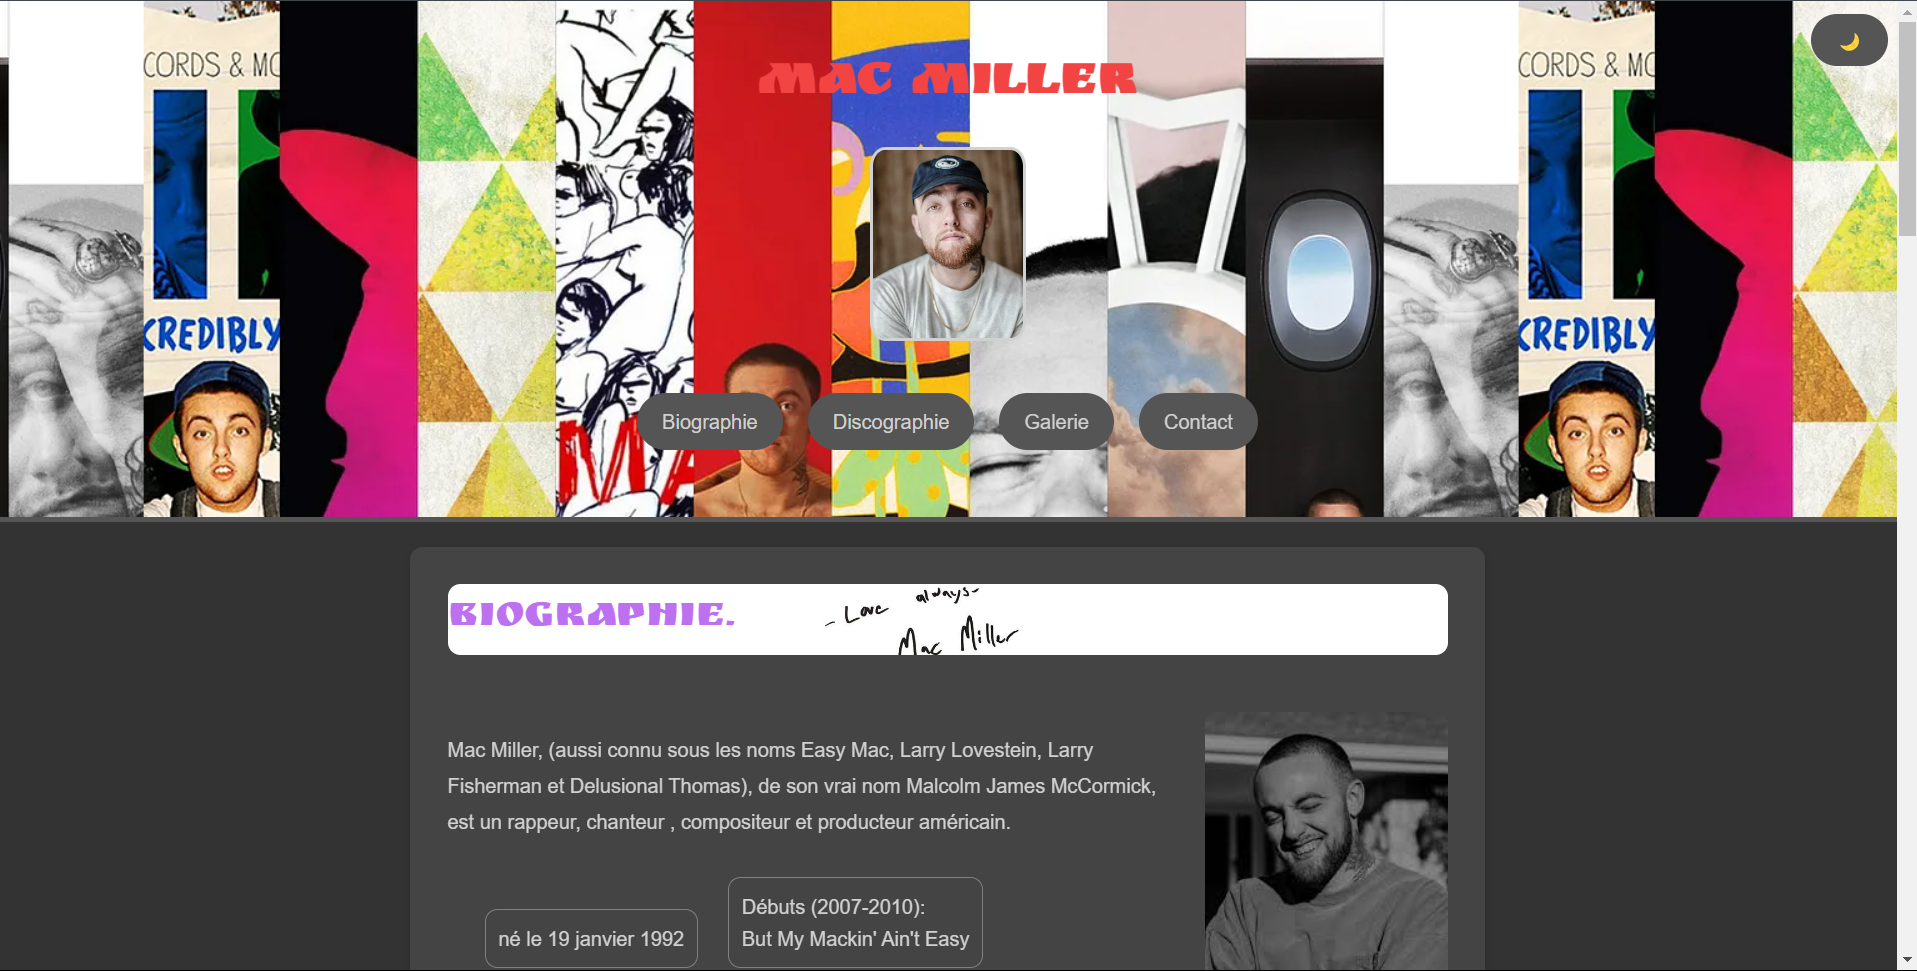 CORDS & MO
CORDS & MO
MAC MILLER
CREDIBLY
CREDIBLY
MA
Biographie
Discographie
Galerie
Contact
BIOGRAPHIE.
- Love always -
Mac Miller
Mac Miller, (aussi connu sous les noms Easy Mac, Larry Lovestein, Larry
Fisherman et Delusional Thomas), de son vrai nom Malcolm James McCormick,
est un rappeur, chanteur , compositeur et producteur américain.
né le 19 janvier 1992
Débuts (2007-2010):
But My Mackin' Ain't Easy